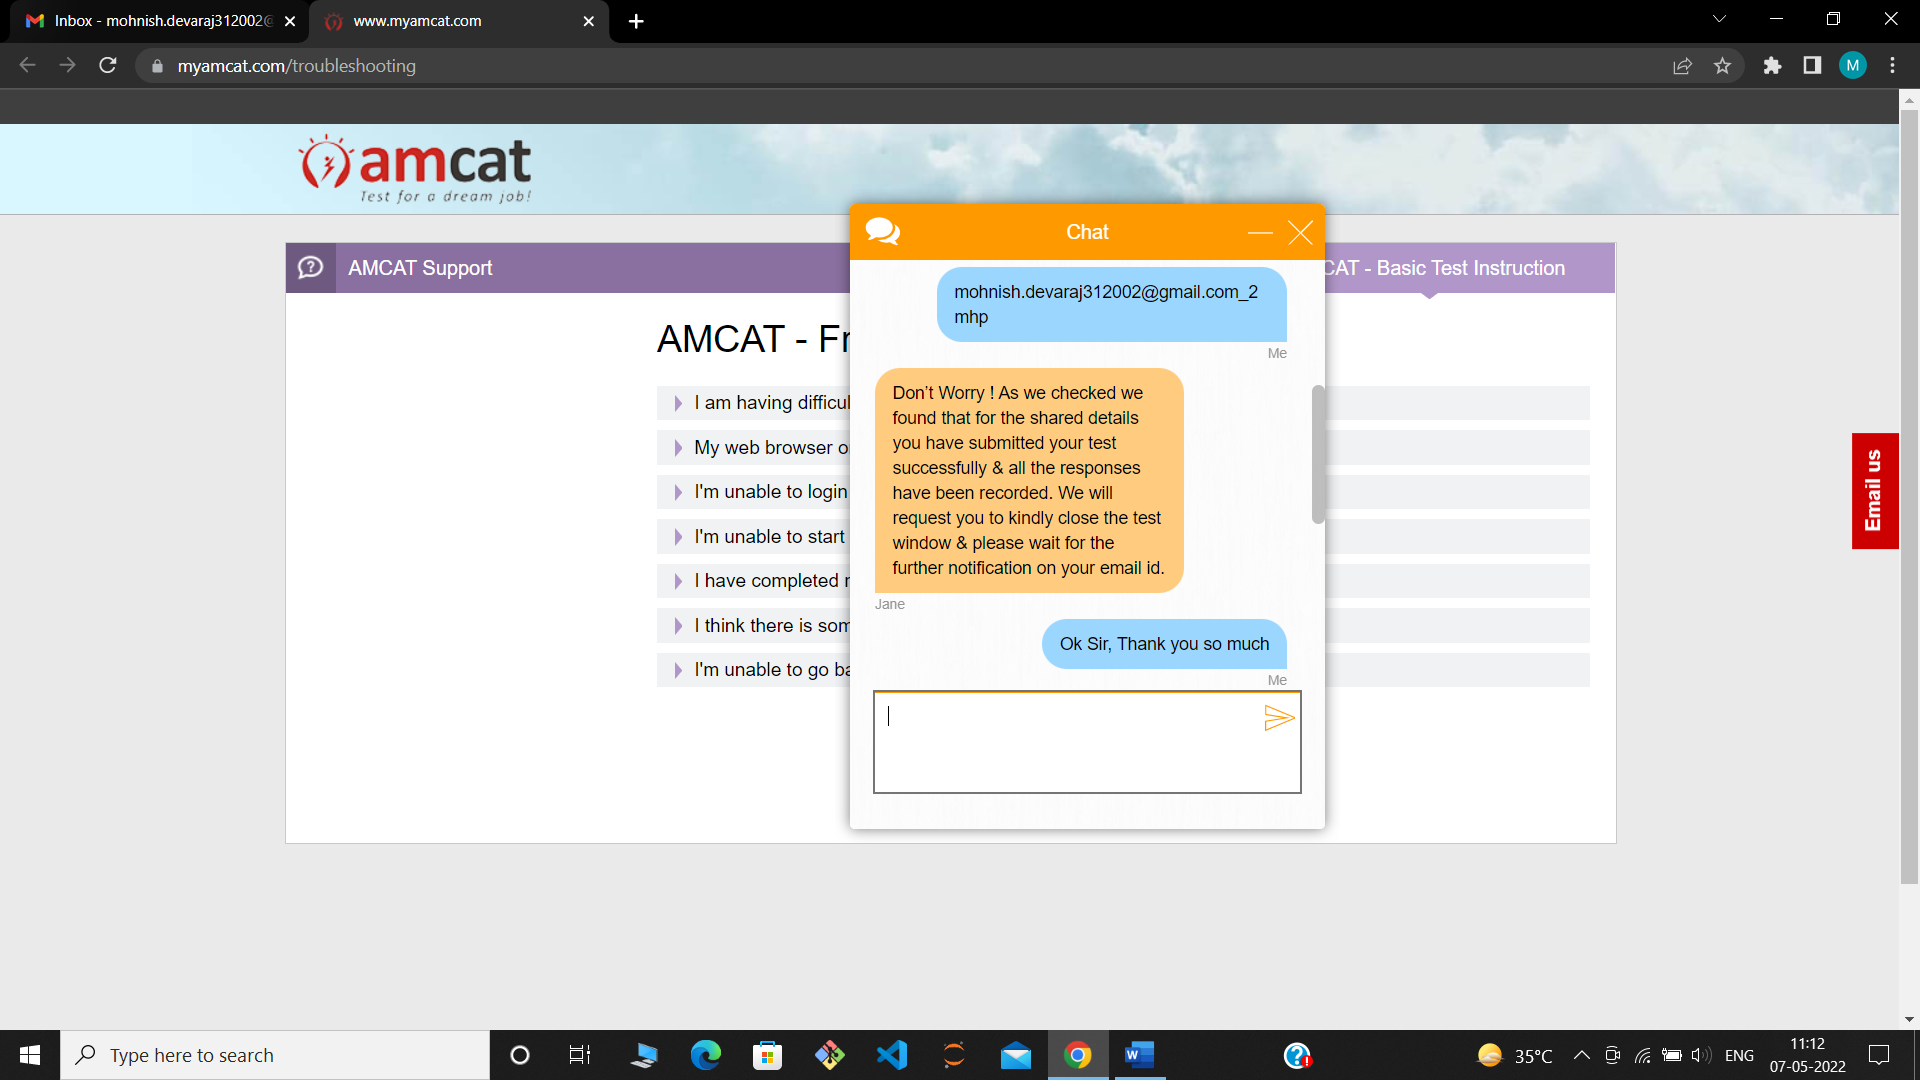 Inbox - mohnish.devaraj312002@
www.myamcat.com
myamcat.com/troubleshooting
M
amcat
Test for a dream job!
AMCAT Support
CAT - Basic Test Instruction
AMCAT - Fr
I am having difficul
My web browser o
I'm unable to login
I'm unable to start
I have completed
I think there is som
I'm unable to go ba
Chat
mohnish.devaraj312002@gmail.com_2
mhp
Me
Don’t Worry ! As we checked we
found that for the shared details
you have submitted your test
successfully & all the responses
have been recorded. We will
request you to kindly close the test
window & please wait for the
further notification on your email id.
Jane
Ok Sir, Thank you so much
Me
Email us
Type here to search
35°C
ENG
11:12
07-05-2022